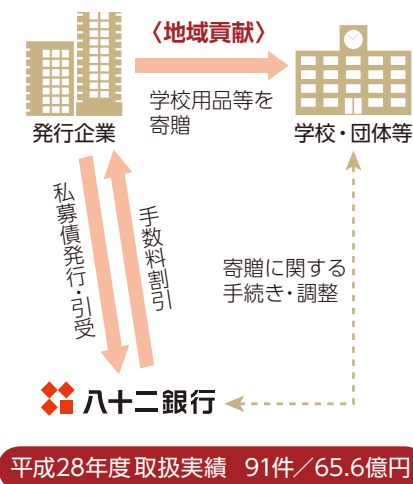 〈地域貢献〉
学校用品等を
寄贈
発行企業
学校・団体等
私募債発行・引受
手数料割引
寄贈に関する
手続き・調整
八十二銀行
平成28年度 取扱実績 91件／65.6億円